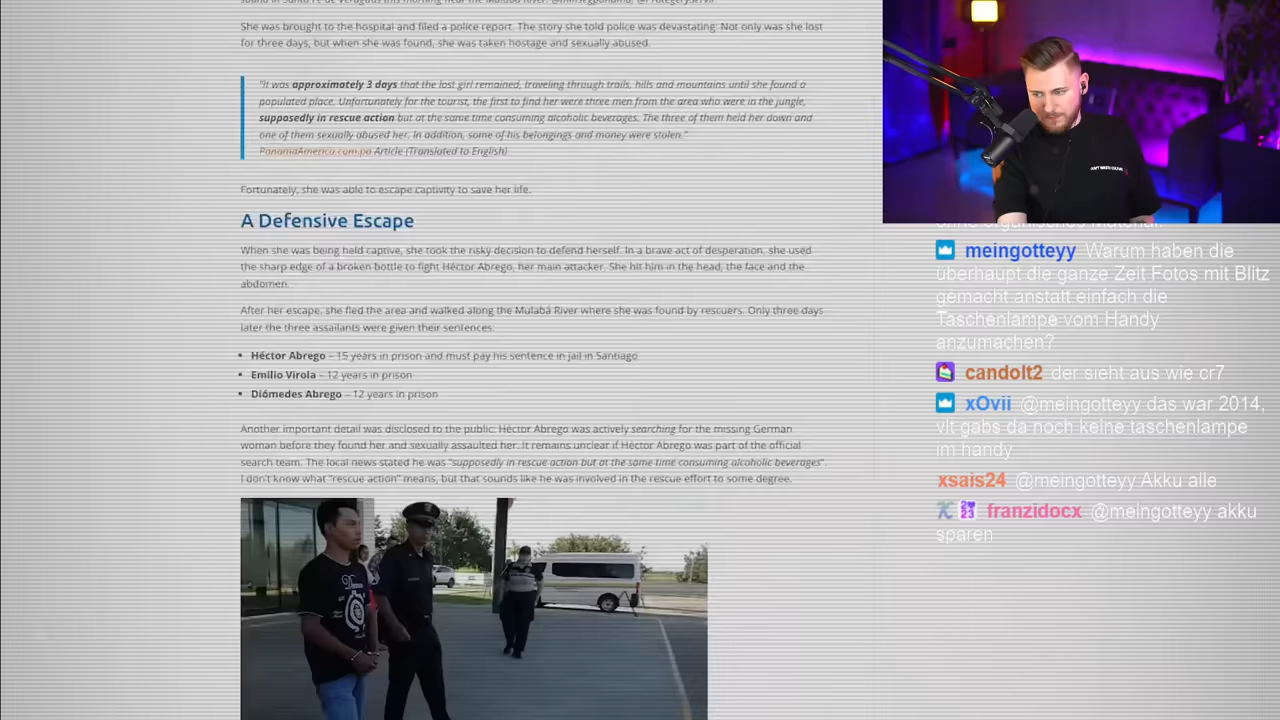 She was brought to the hospital and filed a police report. The story she told police was devastating: Not only was she lost
for three days, but when she was found, she was taken hostage and sexually abused.
"It was approximately 3 days that the lost girl remained, traveling through trails, hills and mountains until she found a
populated place. Unfortunately for the tourist, the first to find her were three men from the area who were in the jungle,
supposedly in rescue action but at the same time consuming alcoholic beverages. The three of them held her down and
one of them sexually abused her. In addition, some of his belongings and money were stolen."
PanamaAmerica.com.pa Article (Translated to English)
Fortunately, she was able to escape captivity to save her life.
A Defensive Escape
When she was being held captive, she took the risky decision to defend herself. In a brave act of desperation, she used
the sharp edge of a broken bottle to fight Héctor Abrego, her main attacker. She hit him in the head, the face and the
abdomen.
After her escape, she fled the area and walked along the Mulabá River where she was found by rescuers. Only three days
later the three assailants were given their sentences:
• Héctor Abrego – 15 years in prison and must pay his sentence in jail in Santiago
• Emilio Virola – 12 years in prison
• Diómedes Abrego – 12 years in prison
Another important detail was disclosed to the public: Héctor Abrego was actively searching for the missing German
woman before they found her and sexually assaulted her. It remains unclear if Héctor Abrego was part of the official
search team. The local news stated he was "supposedly in rescue action but at the same time consuming alcoholic beverages".
I don't know what "rescue action" means, but that sounds like he was involved in the rescue effort to some degree.
ohne organisches Material.
meingotteyy Warum haben die
überhaupt die ganze Zeit Fotos mit Blitz
gemacht anstatt einfach die
Taschenlampe vom Handy
anzumachen?
candolt2 der sieht aus wie cr7
xOvii @meingotteyy das war 2014,
vlt gabs da noch keine taschenlampe
im handy
xsais24 @meingotteyy Akku alle
franzidocx @meingotteyy akku
sparen